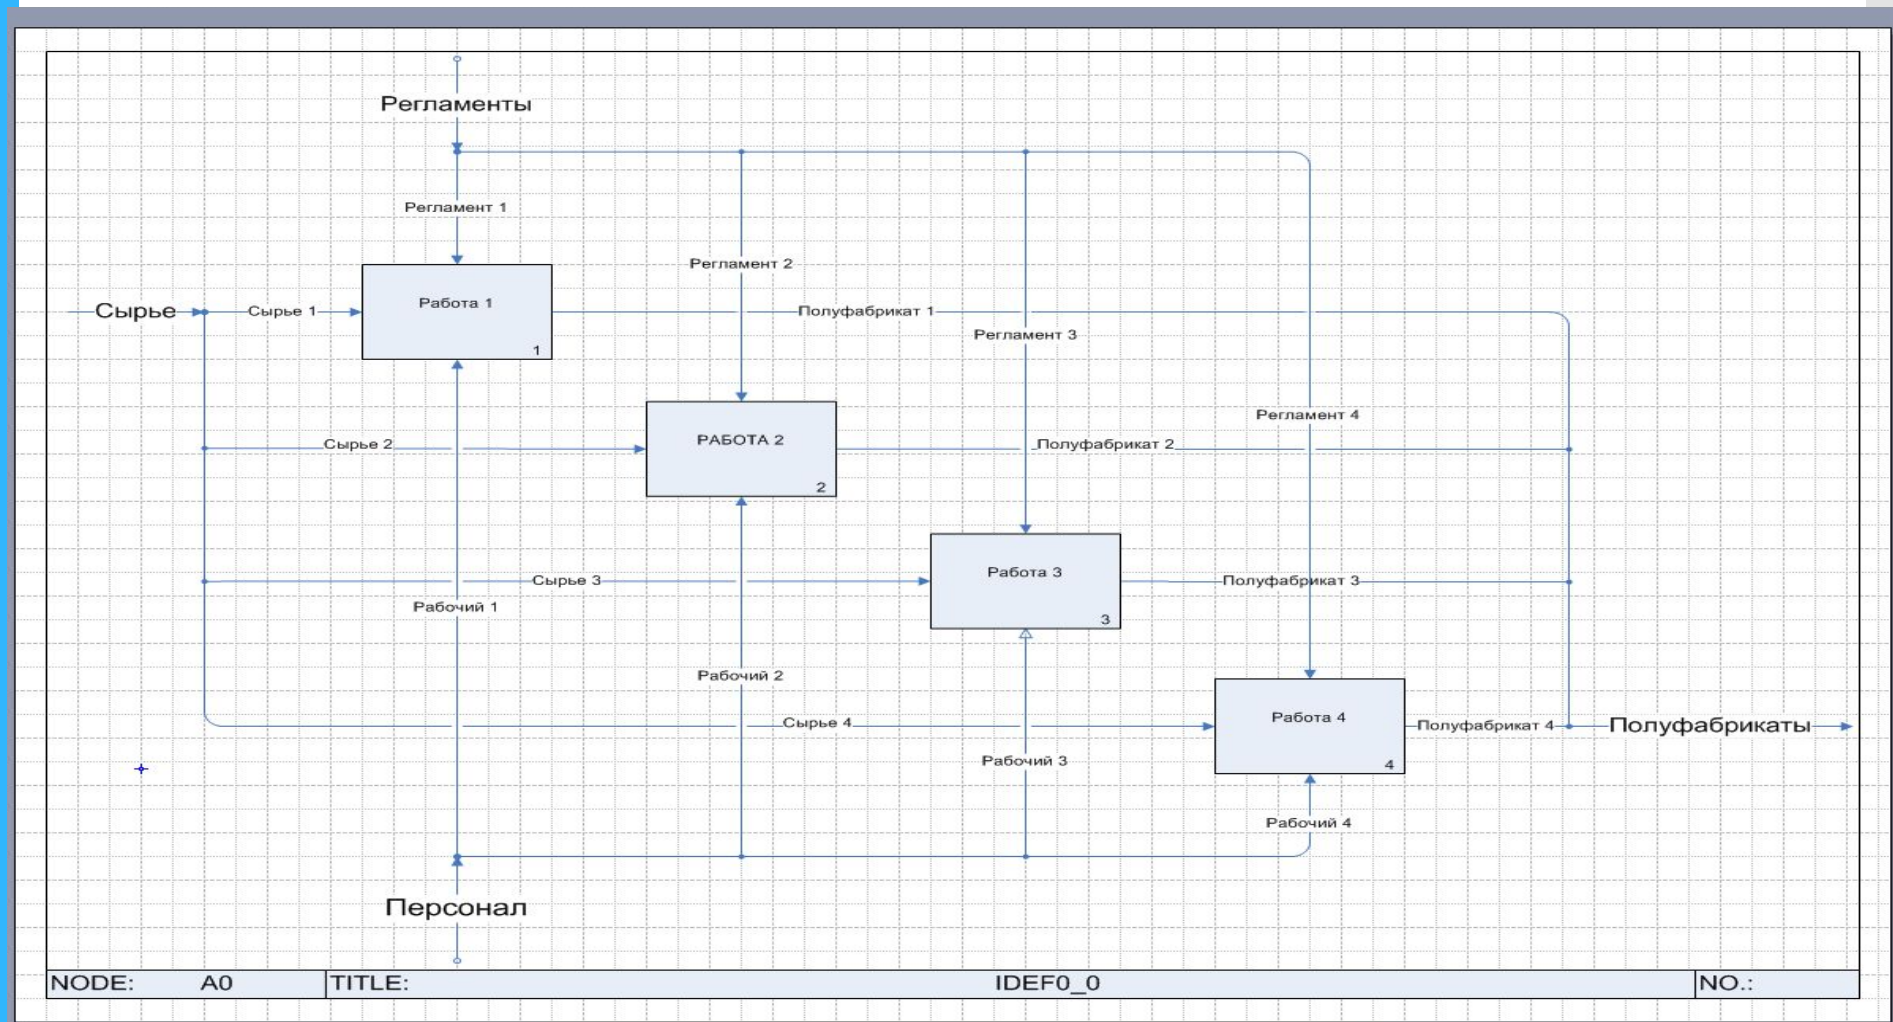 Регламенты
Регламент 1
Регламент 2
Работа 1
1
Сырье
Сырье 1
Полуфабрикат 1
Регламент 3
Регламент 4
Сырье 2
РАБОТА 2
2
Полуфабрикат 2
Сырье 3
Работа 3
3
Полуфабрикат 3
Рабочий 1
Рабочий 2
Сырье 4
Работа 4
4
Полуфабрикат 4
Полуфабрикаты
Рабочий 3
Рабочий 4
Персонал
NODE: A0 TITLE: IDEF0_0 NO.: